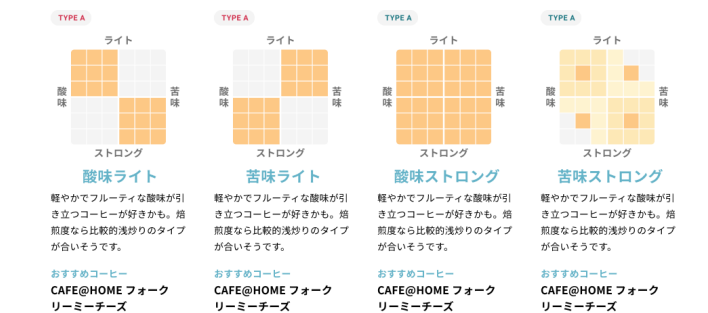 TYPE A
ライト
酸味
苦味
ストロング
酸味ライト
軽やかでフルーティな酸味が引
き立つコーヒーが好きかも。焙
煎度なら比較的浅炒りのタイプ
が合いそうです。
おすすめコーヒー
CAFE@HOME フォーク
リーミーチーズ
TYPE A
ライト
酸味
苦味
ストロング
苦味ライト
軽やかでフルーティな酸味が引
き立つコーヒーが好きかも。焙
煎度なら比較的浅炒りのタイプ
が合いそうです。
おすすめコーヒー
CAFE@HOME フォーク
リーミーチーズ
TYPE A
ライト
酸味
苦味
ストロング
酸味ストロング
軽やかでフルーティな酸味が引
き立つコーヒーが好きかも。焙
煎度なら比較的浅炒りのタイプ
が合いそうです。
おすすめコーヒー
CAFE@HOME フォーク
リーミーチーズ
TYPE A
ライト
酸味
苦味
ストロング
苦味ストロング
軽やかでフルーティな酸味が引
き立つコーヒーが好きかも。焙
煎度なら比較的浅炒りのタイプ
が合いそうです。
おすすめコーヒー
CAFE@HOME フォーク
リーミーチーズ